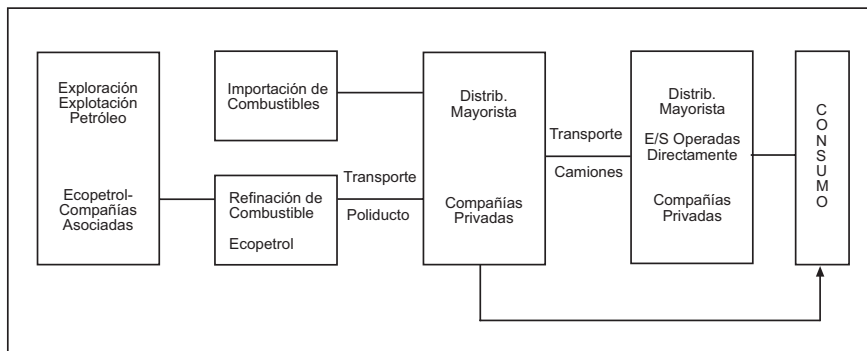 Exploración
Explotación
Petróleo
Ecopetrol-
Compañías
Asociadas
Importación de
Combustibles
Refinación de
Combustible
Ecopetrol
Transporte
Poliducto
Distrib.
Mayorista
Compañías
Privadas
Transporte
Camiones
Distrib.
Mayorista
E/S Operadas
Directamente
Compañías
Privadas
C
O
N
S
U
M
O